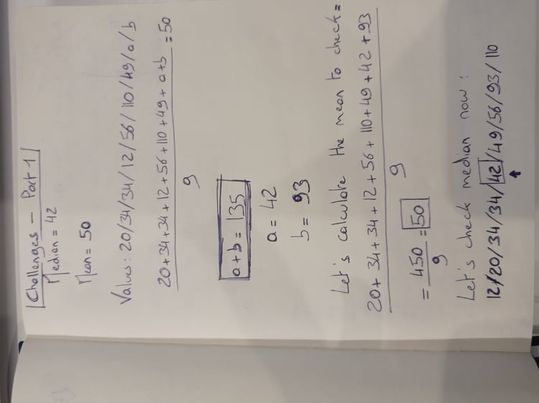 Challenges - Part 1
Median = 42
Mean = 50
Values: 20/34/34/12/56/110/49/a/b
20+34+34+12+56+110+49+a+b = 50
9
a+b = 135
a = 42
b = 93
Let's calculate the mean to check =
20+34+34+12+56+110+49+42+93
9
= 450 = 50
9
Let's check median now:
12/20/34/34/42/49/56/93/110